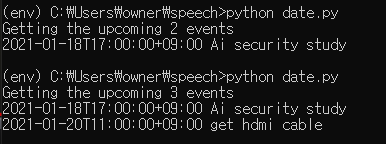 (env) C:₩Users₩owner₩speech>python date.py
Getting the upcoming 2 events
2021-01-18T17:00:00+09:00 Ai security study
(env) C:₩Users₩owner₩speech>python date.py
Getting the upcoming 3 events
2021-01-18T17:00:00+09:00 Ai security study
2021-01-20T11:00:00+09:00 get hdmi cable